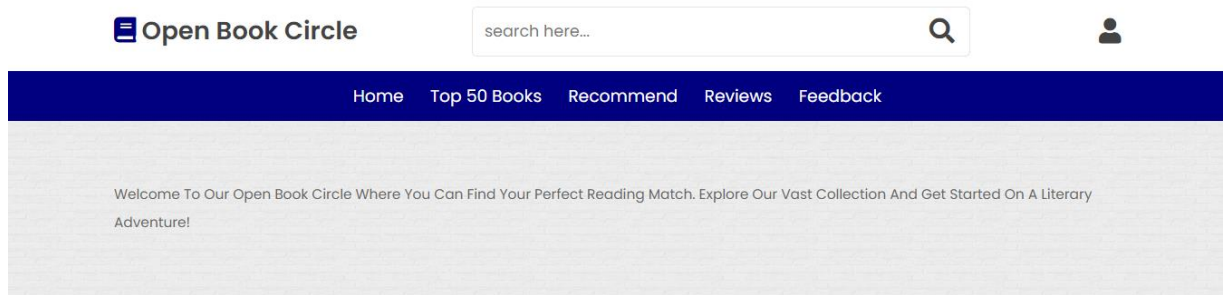 Open Book Circle
search here...
Home Top 50 Books Recommend Reviews Feedback
Welcome To Our Open Book Circle Where You Can Find Your Perfect Reading Match. Explore Our Vast Collection And Get Started On A Literary
Adventure!